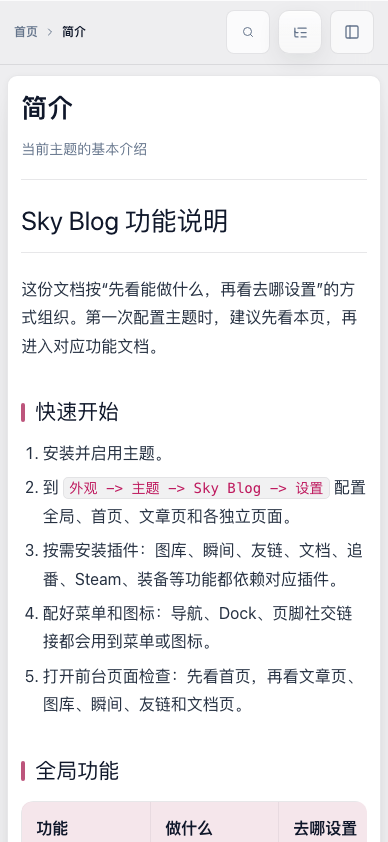 首页 > 简介
简介
当前主题的基本介绍
Sky Blog 功能说明
这份文档按“先看能做什么，再看去哪设置”的方
式组织。第一次配置主题时，建议先看本页，再
进入对应功能文档。
快速开始
1. 安装并启用主题。
2. 到 外观 -> 主题 -> Sky Blog -> 设置 配置
全局、首页、文章页和各独立页面。
3. 按需安装插件：图库、瞬间、友链、文档、追
番、Steam、装备等功能都依赖对应插件。
4. 配好菜单和图标：导航、Dock、页脚社交链
接都会用到菜单或图标。
5. 打开前台页面检查：先看首页，再看文章页、
图库、瞬间、友链和文档页。
全局功能
功能 做什么 去哪设置